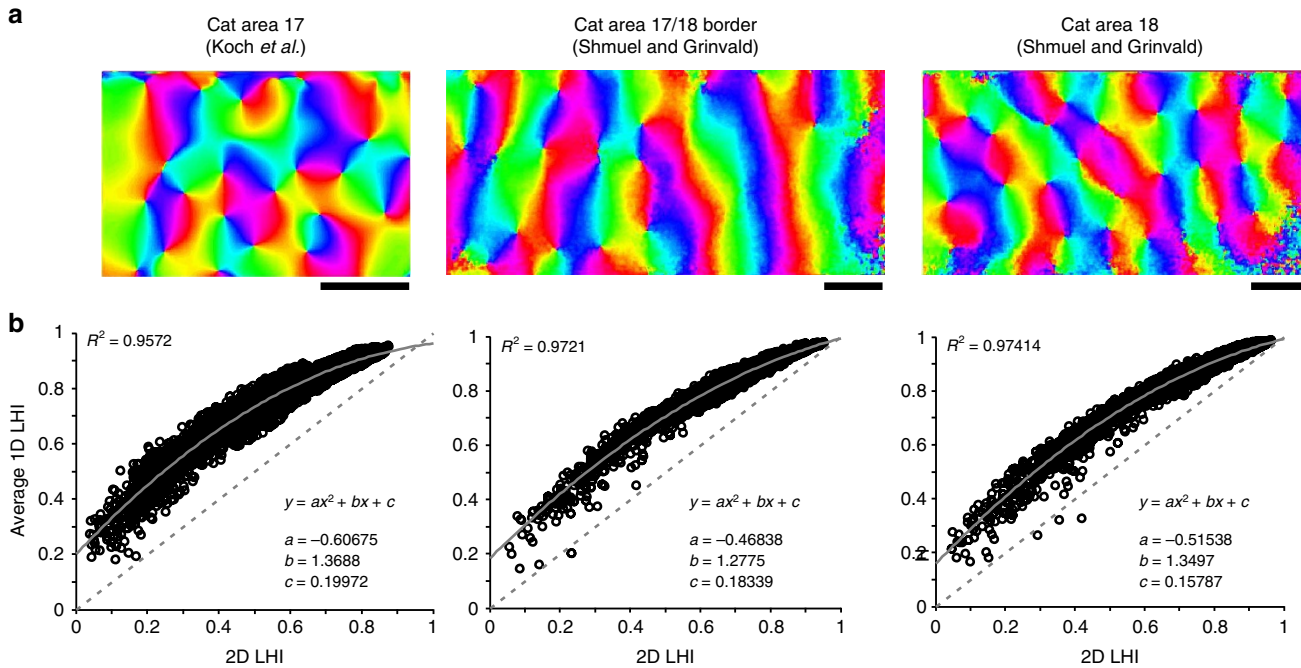 a
Cat area 17
(Koch et al.)
Cat area 17/18 border
(Shmuel and Grinvald)
Cat area 18
(Shmuel and Grinvald)
b
Average 1D LHI
1
0.8
0.6
0.4
0.2
0
R² = 0.9572
y = ax² + bx + c
a = –0.60675
b = 1.3688
c = 0.19972
0 0.2 0.4 0.6 0.8 1
2D LHI
1
0.8
0.6
0.4
0.2
0
R² = 0.9721
y = ax² + bx + c
a = –0.46838
b = 1.2775
c = 0.18339
0 0.2 0.4 0.6 0.8 1
2D LHI
1
0.8
0.6
0.4
0.2
0
R² = 0.97414
y = ax² + bx + c
a = –0.51538
b = 1.3497
c = 0.15787
0 0.2 0.4 0.6 0.8 1
2D LHI